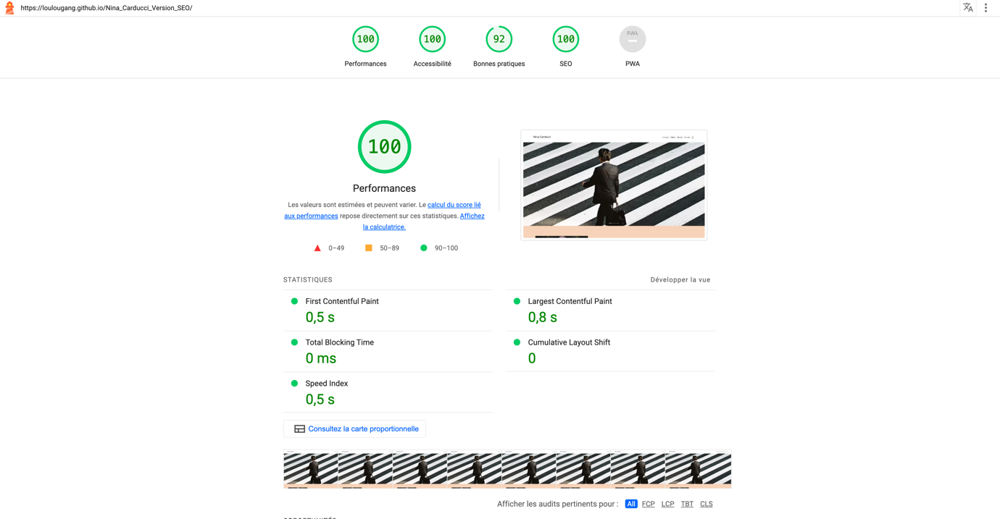 https://loulougang.github.io/Nina_Carducci_Version_SEO/
100
100
92
100
PWA
Performances
Accessibilité
Bonnes pratiques
SEO
PWA
100
Performances
Les valeurs sont estimées et peuvent varier. Le calcul du score lié
aux performances repose directement sur ces statistiques. Affichez
la calculatrice.
0–49
50–89
90–100
Nina Carducci
STATISTIQUES
Développer la vue
First Contentful Paint
0,5 s
Largest Contentful Paint
0,8 s
Total Blocking Time
0 ms
Cumulative Layout Shift
0
Speed Index
0,5 s
Consultez la carte proportionnelle
Afficher les audits pertinents pour :
All
FCP
LCP
TBT
CLS
OPPORTUNITÉS